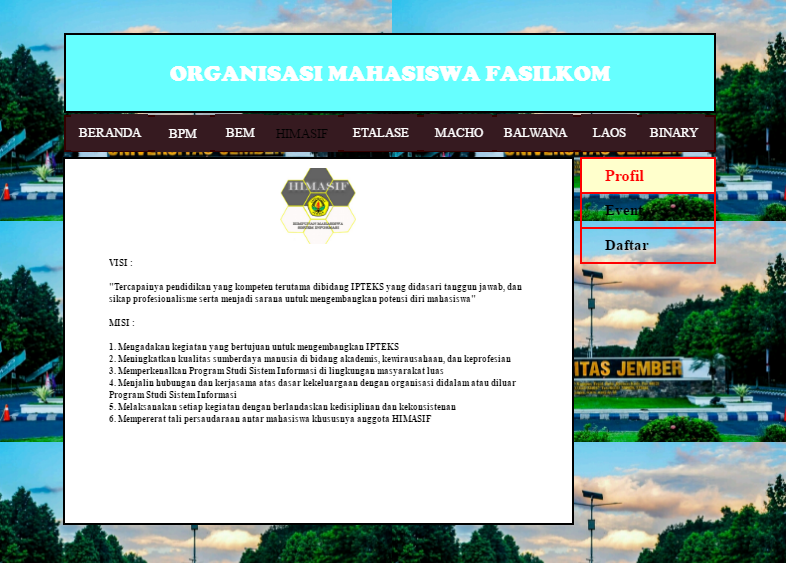 ORGANISASI MAHASISWA FASILKOM
BERANDA BPM BEM HIMASIF ETALASE MACHO BALWANA LAOS BINARY
UNIVERSITAS JEMBER
HIMASIF
HIMPUNAN MAHASISWA
SISTEM INFORMASI
Profil
Event
Daftar
VISI :
"Tercapainya pendidikan yang kompeten terutama dibidang IPTEKS yang didasari tanggun jawab, dan
sikap profesionalisme serta menjadi sarana untuk mengembangkan potensi diri mahasiswa"
MISI :
1. Mengadakan kegiatan yang bertujuan untuk mengembangkan IPTEKS
2. Meningkatkan kualitas sumberdaya manusia di bidang akademis, kewirausahaan, dan keprofesian
3. Memperkenalkan Program Studi Sistem Informasi di lingkungan masyarakat luas
4. Menjalin hubungan dan kerjasama atas dasar kekeluargaan dengan organisasi didalam atau diluar
Program Studi Sistem Informasi
5. Melaksanakan setiap kegiatan dengan berlandaskan kedisiplinan dan kekonsistenan
6. Mempererat tali persaudaraan antar mahasiswa khususnya anggota HIMASIF
ITAS JEMBER